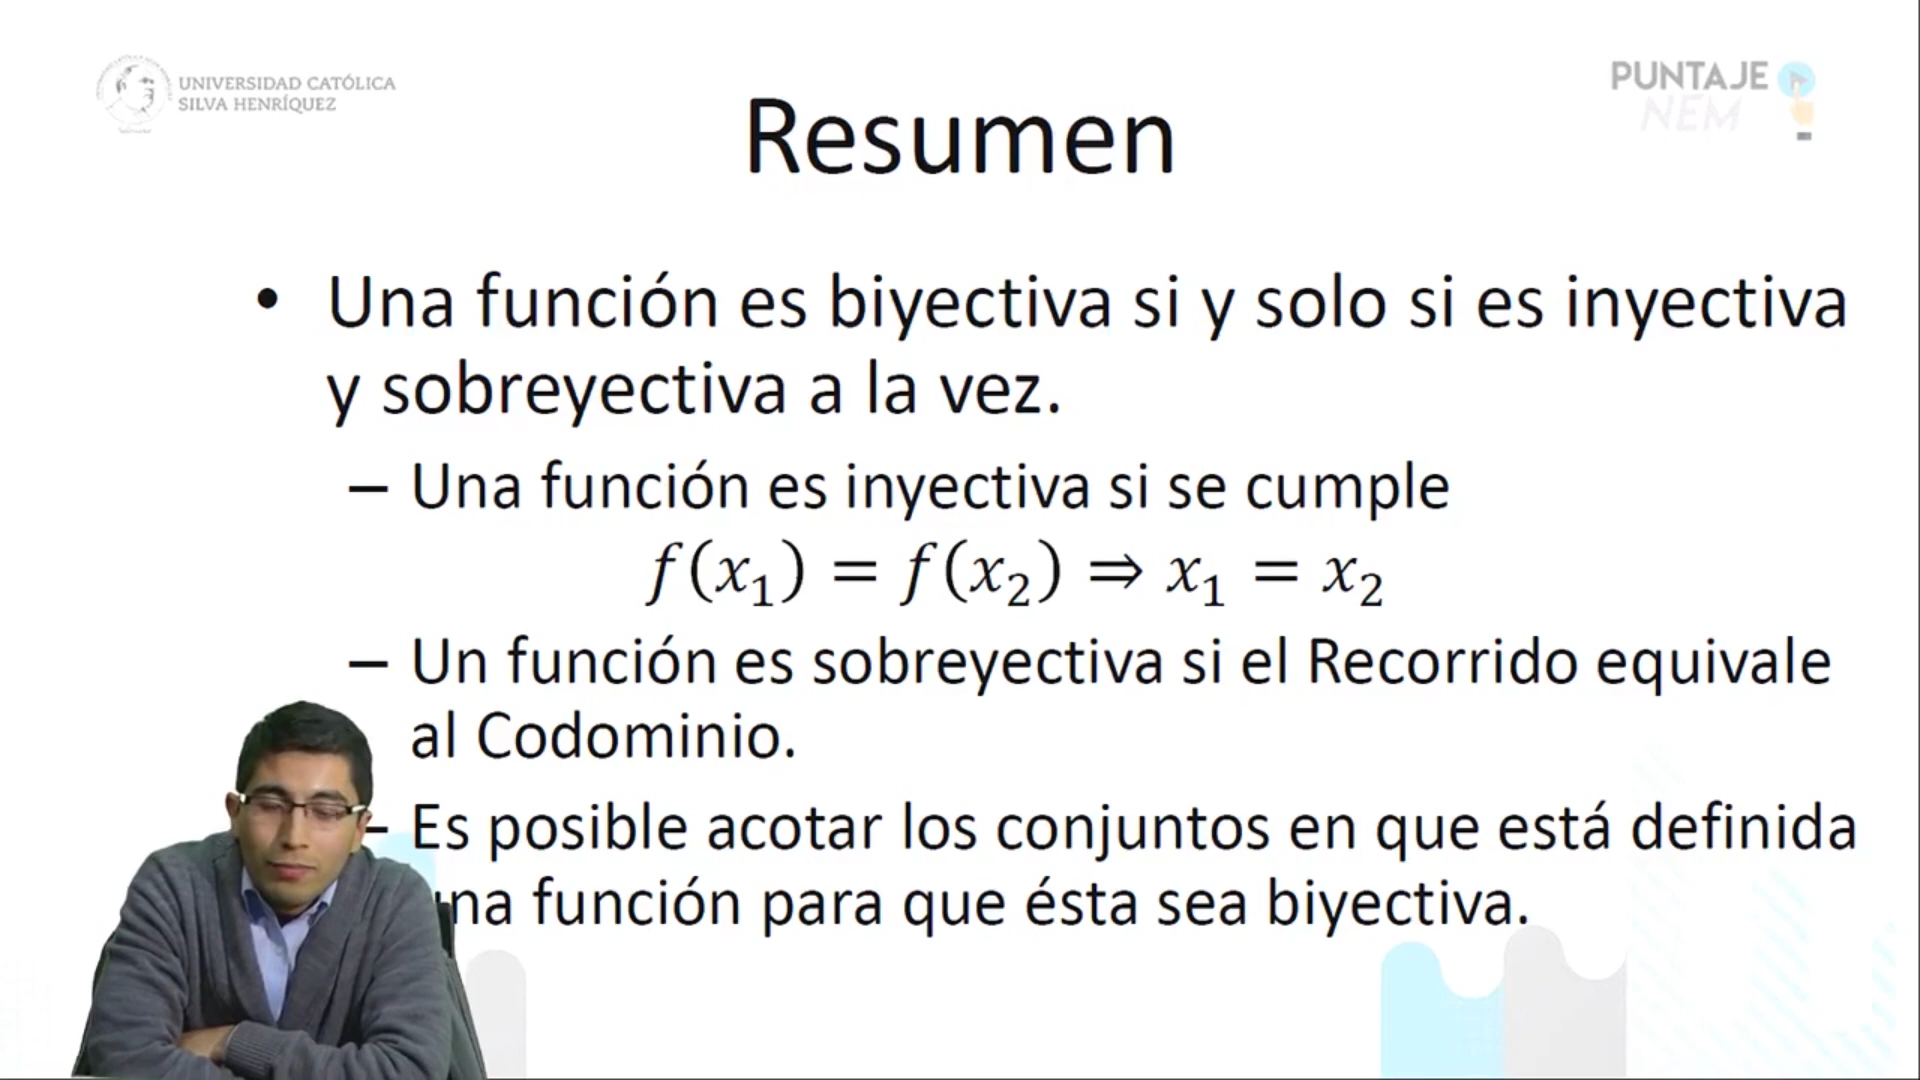 UNIVERSIDAD CATÓLICA
SILVA HENRÍQUEZ
PUNTAJE
NEM
Resumen
• Una función es biyectiva si y solo si es inyectiva
y sobreyectiva a la vez.
– Una función es inyectiva si se cumple
f(x₁) = f(x₂) ⇒ x₁ = x₂
– Un función es sobreyectiva si el Recorrido equivale
al Codominio.
– Es posible acotar los conjuntos en que está definida
una función para que ésta sea biyectiva.